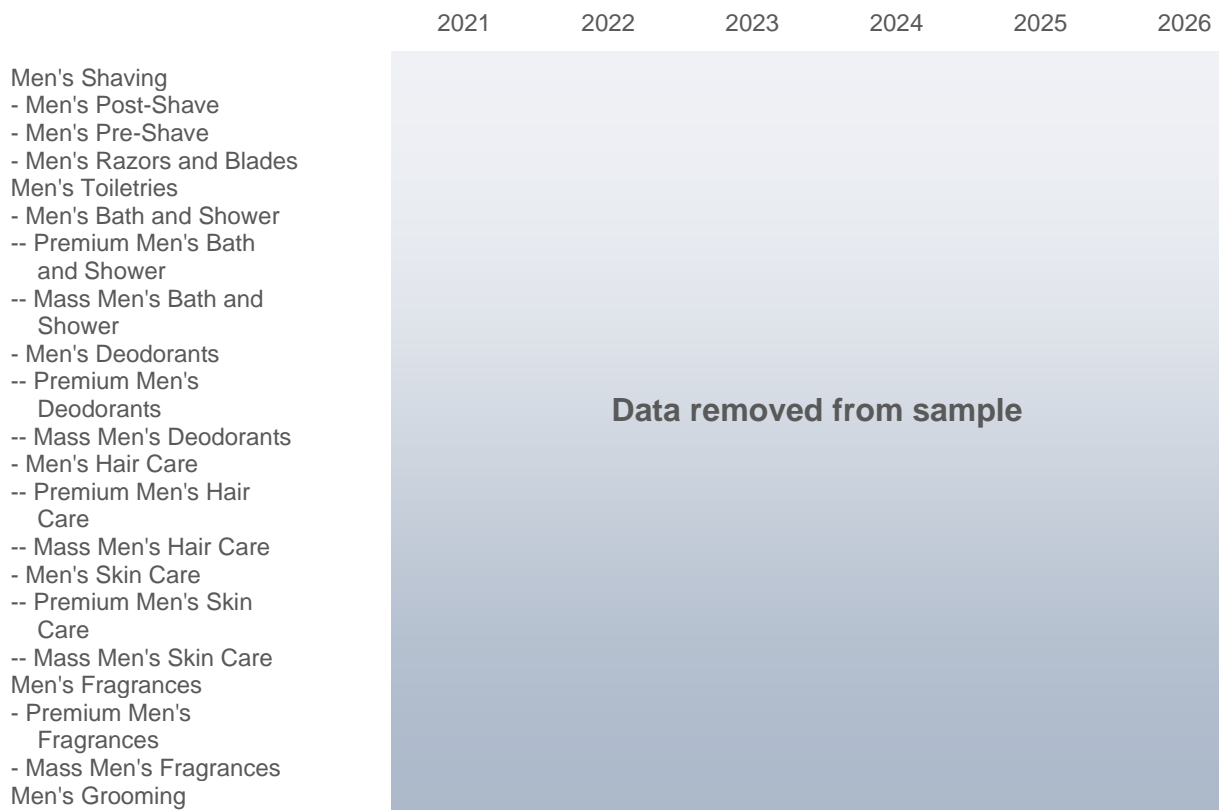 2021 2022 2023 2024 2025 2026
Men's Shaving
- Men's Post-Shave
- Men's Pre-Shave
- Men's Razors and Blades
Men's Toiletries
- Men's Bath and Shower
-- Premium Men's Bath
and Shower
-- Mass Men's Bath and
Shower
- Men's Deodorants
-- Premium Men's
Deodorants
-- Mass Men's Deodorants
- Men's Hair Care
-- Premium Men's Hair
Care
-- Mass Men's Hair Care
- Men's Skin Care
-- Premium Men's Skin
Care
-- Mass Men's Skin Care
Men's Fragrances
- Premium Men's
Fragrances
- Mass Men's Fragrances
Men's Grooming
Data removed from sample